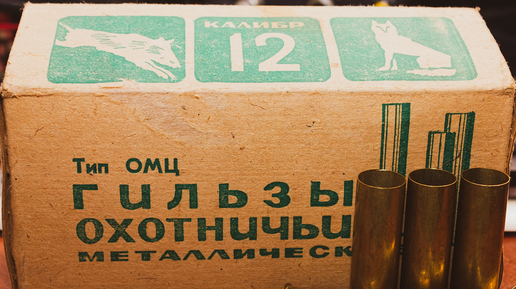 КАЛИБР
12
Тип ОМЦ
ГИЛЬЗЫ
ОХОТНИЧЬИ
МЕТАЛЛИЧЕСК